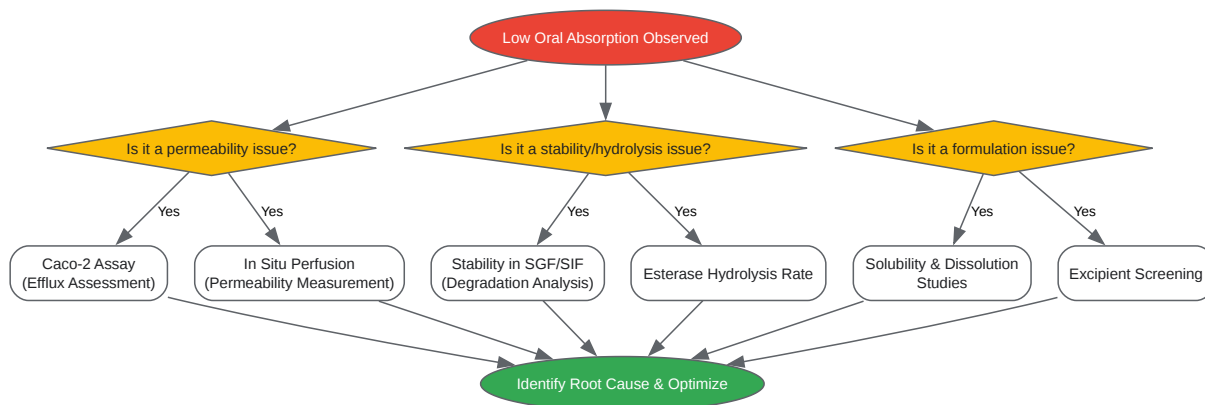 Low Oral Absorption Observed
Is it a permeability issue?
Is it a stability/hydrolysis issue?
Is it a formulation issue?
Yes
Yes
Yes
Yes
Yes
Yes
Caco-2 Assay
(Efflux Assessment)
In Situ Perfusion
(Permeability Measurement)
Stability in SGF/SIF
(Degradation Analysis)
Esterase Hydrolysis Rate
Solubility & Dissolution
Studies
Excipient Screening
Identify Root Cause & Optimize